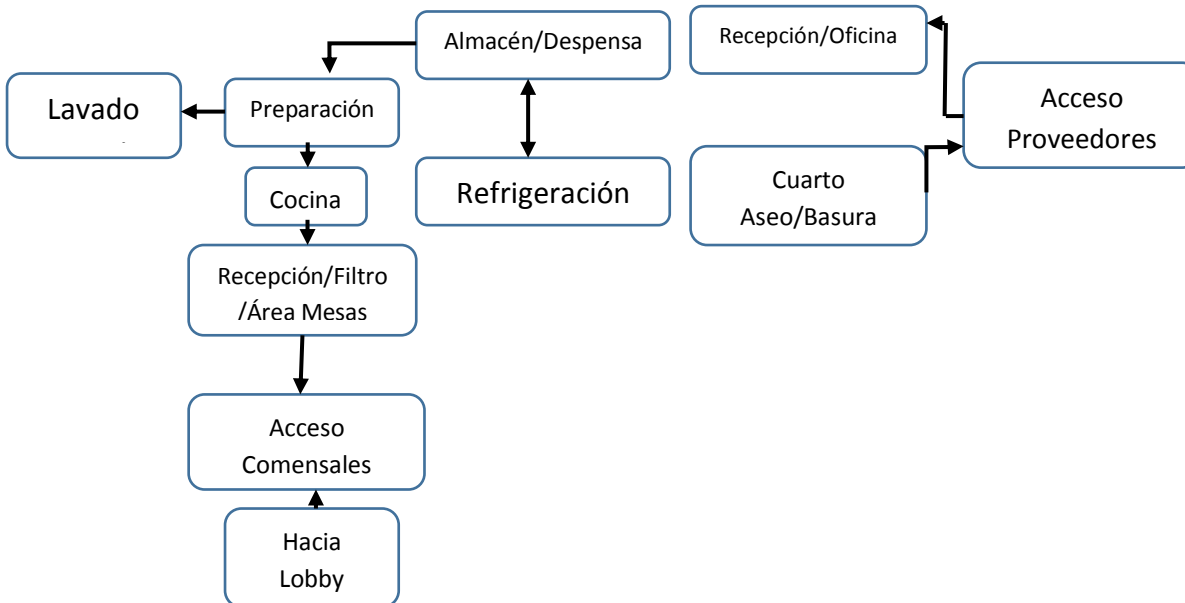 Almacén/Despensa
Recepción/Oficina
Lavado
Preparación
Acceso
Proveedores
Refrigeración
Cuarto
Aseo/Basura
Cocina
Recepción/Filtro
/Área Mesas
Acceso
Comensales
Hacia
Lobby